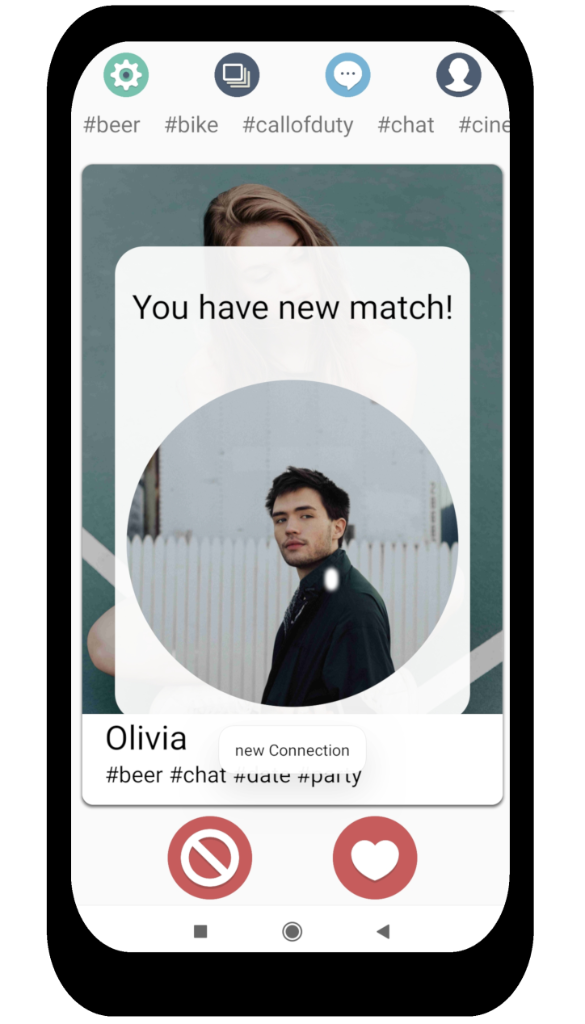 #beer #bike #callofduty #chat #cine
You have new match!
Olivia
new Connection
#beer #chat #date #party